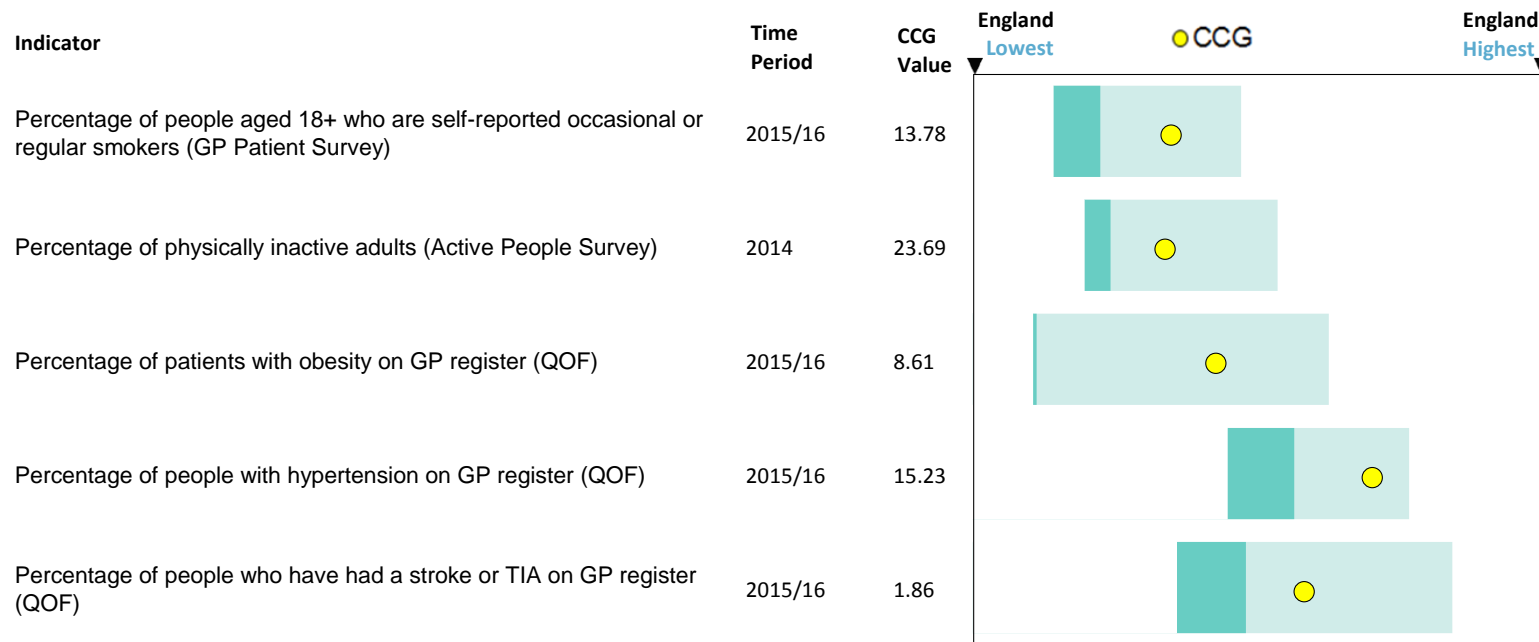 Indicator
Time
Period
CCG
Value
England
Lowest
CCG
England
Highest
Percentage of people aged 18+ who are self-reported occasional or
regular smokers (GP Patient Survey)
2015/16
13.78
Percentage of physically inactive adults (Active People Survey)
2014
23.69
Percentage of patients with obesity on GP register (QOF)
2015/16
8.61
Percentage of people with hypertension on GP register (QOF)
2015/16
15.23
Percentage of people who have had a stroke or TIA on GP register
(QOF)
2015/16
1.86